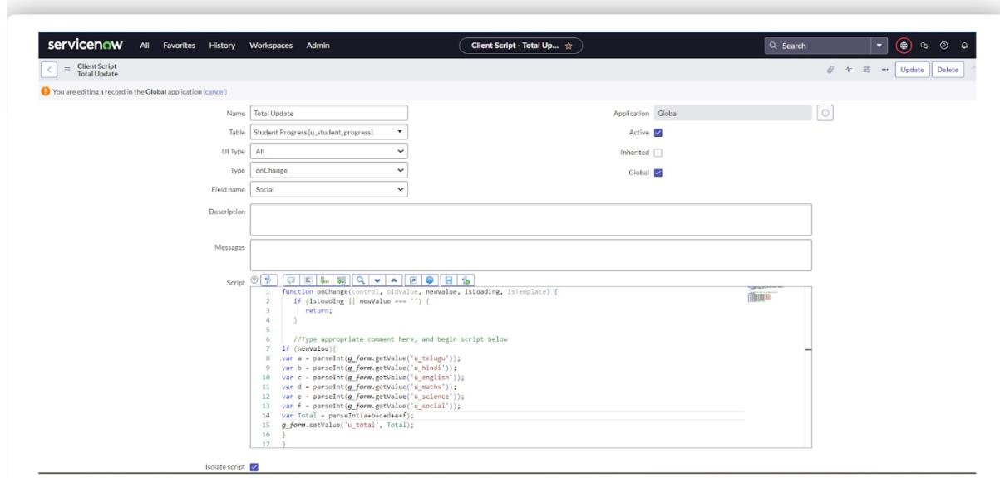 servicenow All Favorites History Workspaces Admin Client Script - Total Up... Search
Client Script
Total Update
Update Delete
You are editing a record in the Global application (cancel)
Name Total Update
Application Global
Table Student Progress [u_student_progress]
Active
UI Type All
Inherited
Type onChange
Global
Field name Social
Description
Messages
Script
1 function onChange(control, oldValue, newValue, isLoading, isTemplate) {
2 if (isLoading || newValue === '') {
3 return;
4 }
5
6 //Type appropriate comment here, and begin script below
7 if (newValue){
8 var a = parseInt(g_form.getValue('u_telugu'));
9 var b = parseInt(g_form.getValue('u_hindi'));
10 var c = parseInt(g_form.getValue('u_english'));
11 var d = parseInt(g_form.getValue('u_maths'));
12 var e = parseInt(g_form.getValue('u_science'));
13 var f = parseInt(g_form.getValue('u_social'));
14 var Total = parseInt(a+b+c+d+e+f);
15 g_form.setValue('u_total', Total);
16 }
17 }
Isolate script